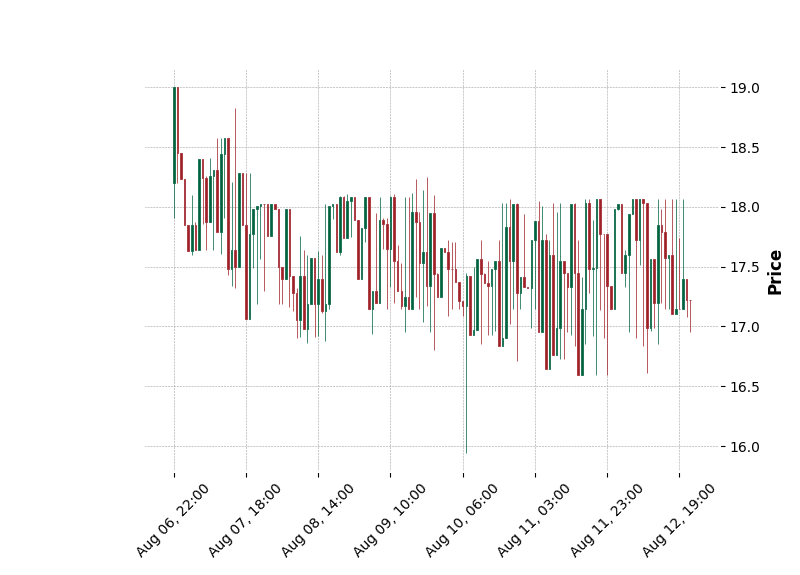 19.0
18.5
18.0
17.5
17.0
16.5
16.0
Price
Aug 06, 22:00
Aug 07, 18:00
Aug 08, 14:00
Aug 09, 10:00
Aug 10, 06:00
Aug 11, 03:00
Aug 11, 23:00
Aug 12, 19:00